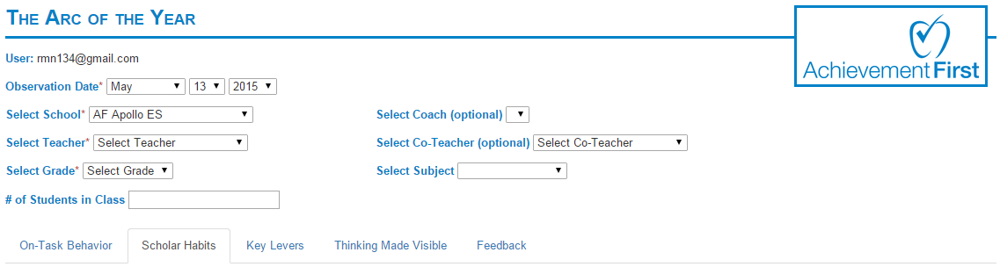 THE ARC OF THE YEAR
AchievementFirst
User: rmn134@gmail.com
Observation Date* May 13 2015
Select School* AF Apollo ES Select Coach (optional)
Select Teacher* Select Teacher Select Co-Teacher (optional) Select Co-Teacher
Select Grade* Select Grade Select Subject
# of Students in Class
On-Task Behavior Scholar Habits Key Levers Thinking Made Visible Feedback